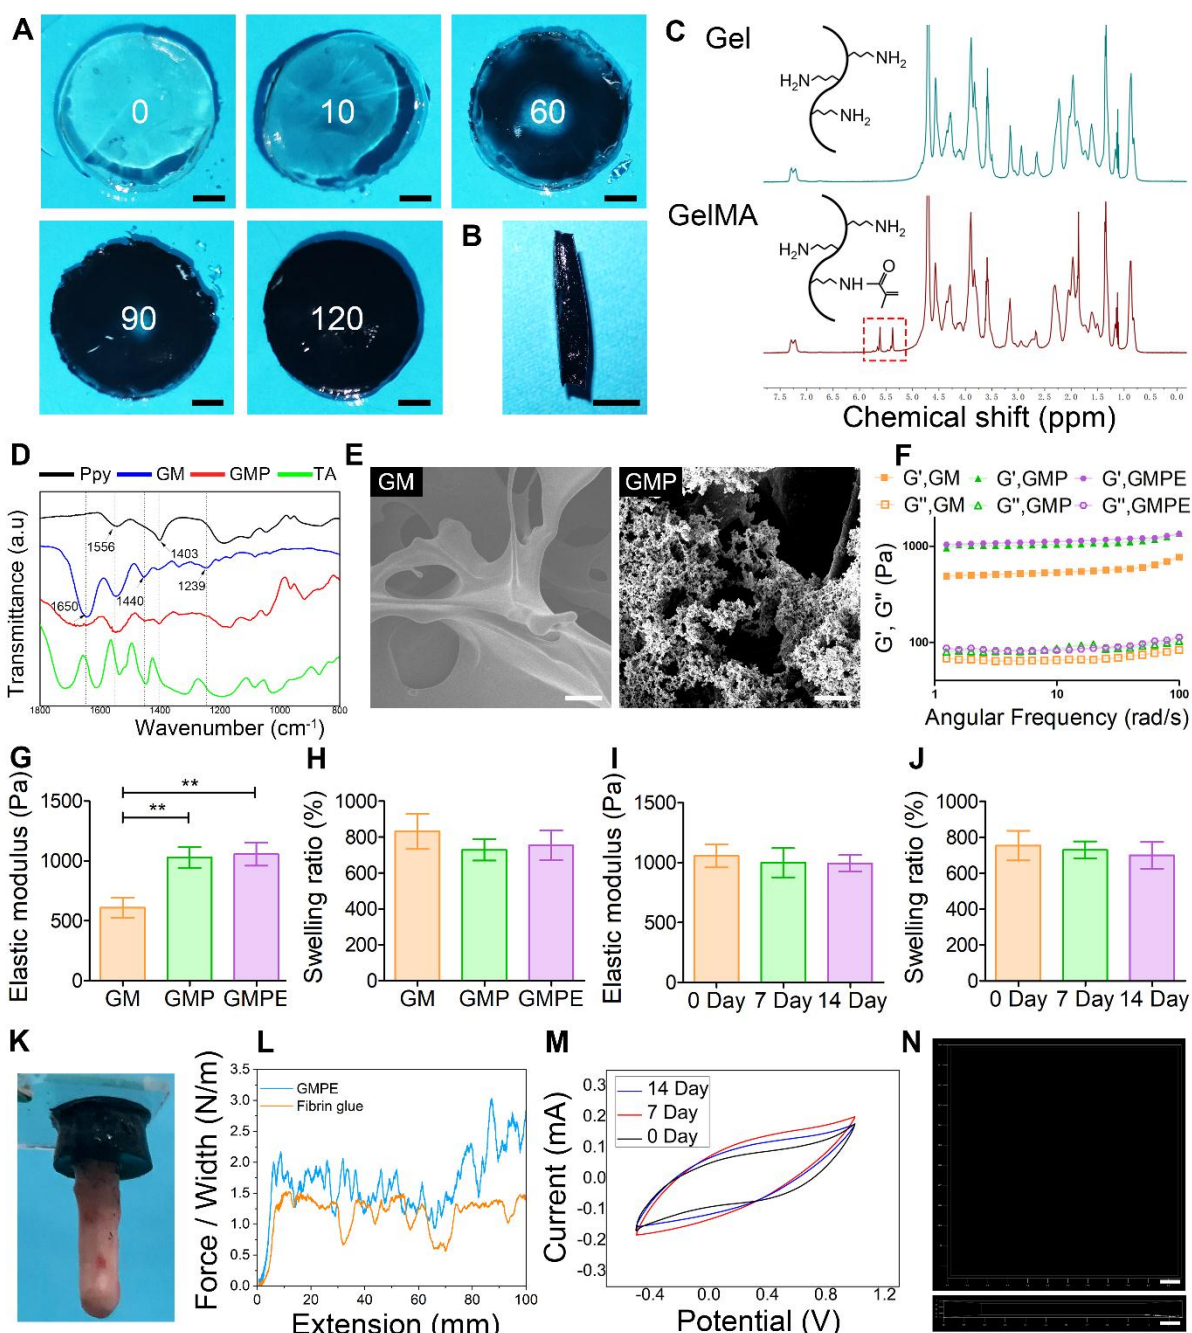 A
0
10
60
90
120
B
C
Gel
NH₂
H₂N
NH₂
GelMA
NH₂
H₂N
NH
O
7.5 7.0 6.5 6.0 5.5 5.0 4.5 4.0 3.5 3.0 2.5 2.0 1.5 1.0 0.5 0.0
Chemical shift (ppm)
D
Ppy GM GMP TA
Transmittance (a.u)
1556
1403
1650
1440
1239
1800 1600 1400 1200 1000 800
Wavenumber (cm⁻¹)
E
GM
GMP
F
G',GM G',GMP G',GMPE
G'',GM G'',GMP G'',GMPE
G', G'' (Pa)
1000
100
1 10 100
Angular Frequency (rad/s)
G
Elastic modulus (Pa)
1500
1000
500
0
**
**
GM GMP GMPE
H
Swelling ratio (%)
1000
800
600
400
200
0
GM GMP GMPE
I
Elastic modulus (Pa)
1500
1000
500
0
0 Day 7 Day 14 Day
J
Swelling ratio (%)
1000
800
600
400
200
0
0 Day 7 Day 14 Day
K
L
Force / Width (N/m)
3.5
3.0
2.5
2.0
1.5
1.0
0.5
0.0
GMPE
Fibrin glue
0 20 40 60 80 100
Extension (mm)
M
Current (mA)
0.3
0.2
0.1
0.0
-0.1
-0.2
-0.3
14 Day
7 Day
0 Day
-0.4 0.0 0.4 0.8 1.2
Potential (V)
N